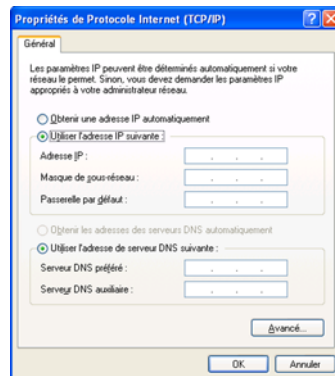 Propriétés de Protocole Internet (TCP/IP)
Général
Les paramètres IP peuvent être déterminés automatiquement si votre
réseau le permet. Sinon, vous devez demander les paramètres IP
appropriés à votre administrateur réseau.
Obtenir une adresse IP automatiquement
Utiliser l'adresse IP suivante :
Adresse IP :
Masque de sous-réseau :
Passerelle par défaut :
Obtenir les adresses des serveurs DNS automatiquement
Utiliser l'adresse de serveur DNS suivante :
Serveur DNS préféré :
Serveur DNS auxiliaire :
Avancé...
OK Annuler